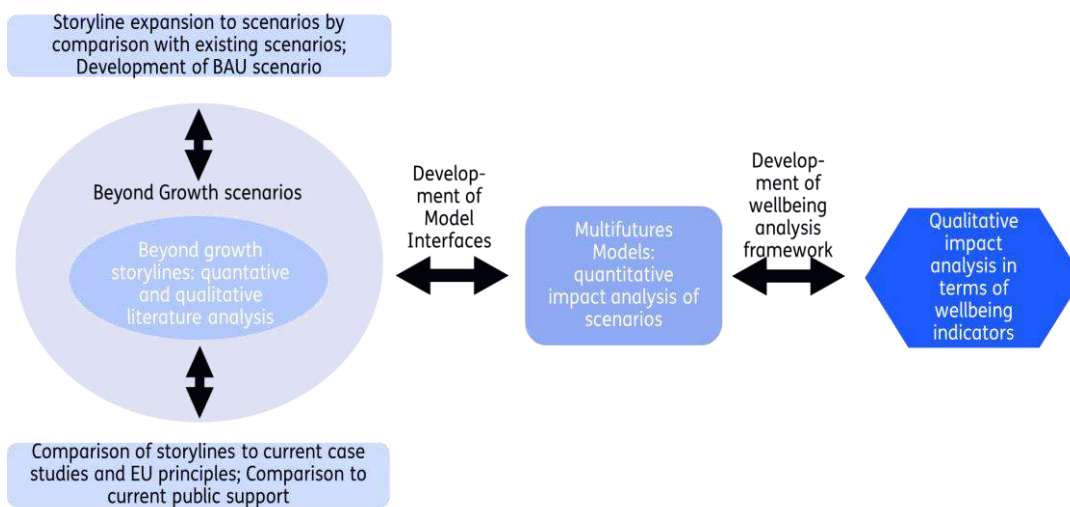 Storyline expansion to scenarios by
comparison with existing scenarios;
Development of BAU scenario
Beyond Growth scenarios
Beyond growth
storylines: quantative
and qualitative
literature analysis
Comparison of storylines to current case
studies and EU principles; Comparison to
current public support
Develop-
ment of
Model
Interfaces
Multifutures
Models:
quantitative
impact analysis of
scenarios
Develop-
ment of
wellbeing
analysis
framework
Qualitative
impact
analysis in
terms of
wellbeing
indicators